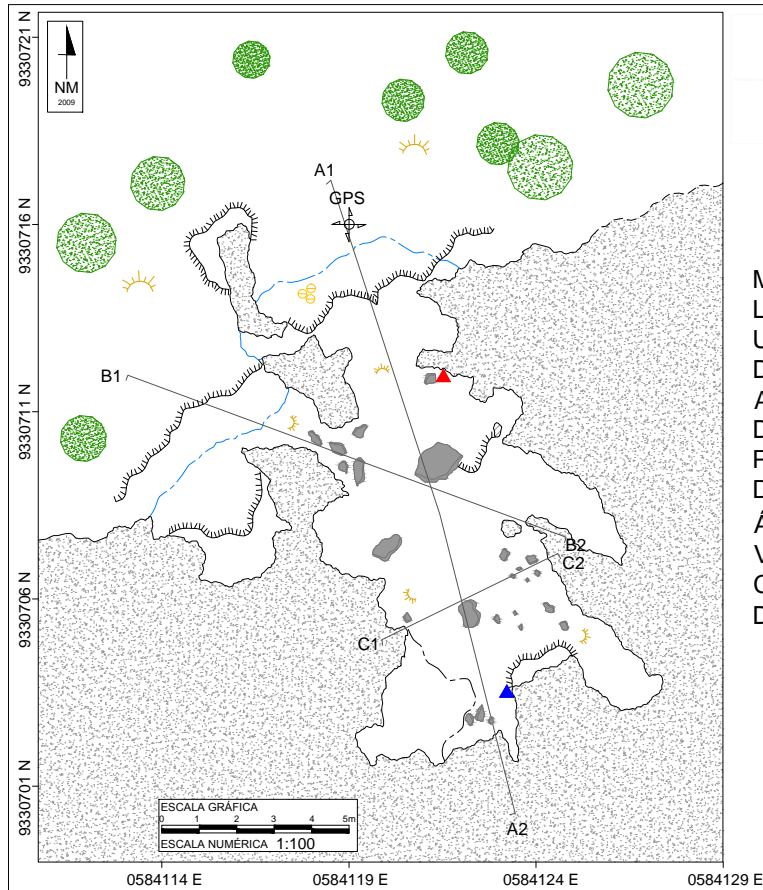 9330721 N
NM
2009
A1
GPS
9330716 N
B1
9330711 N
B2
C2
9330706 N
C1
9330701 N
ESCALA GRÁFICA
0 1 2 3 4 5m
ESCALA NUMÉRICA 1:100
A2
0584114 E 0584119 E 0584124 E 0584129 E
M
L
U
D
A
D
F
D
Á
V
C
D